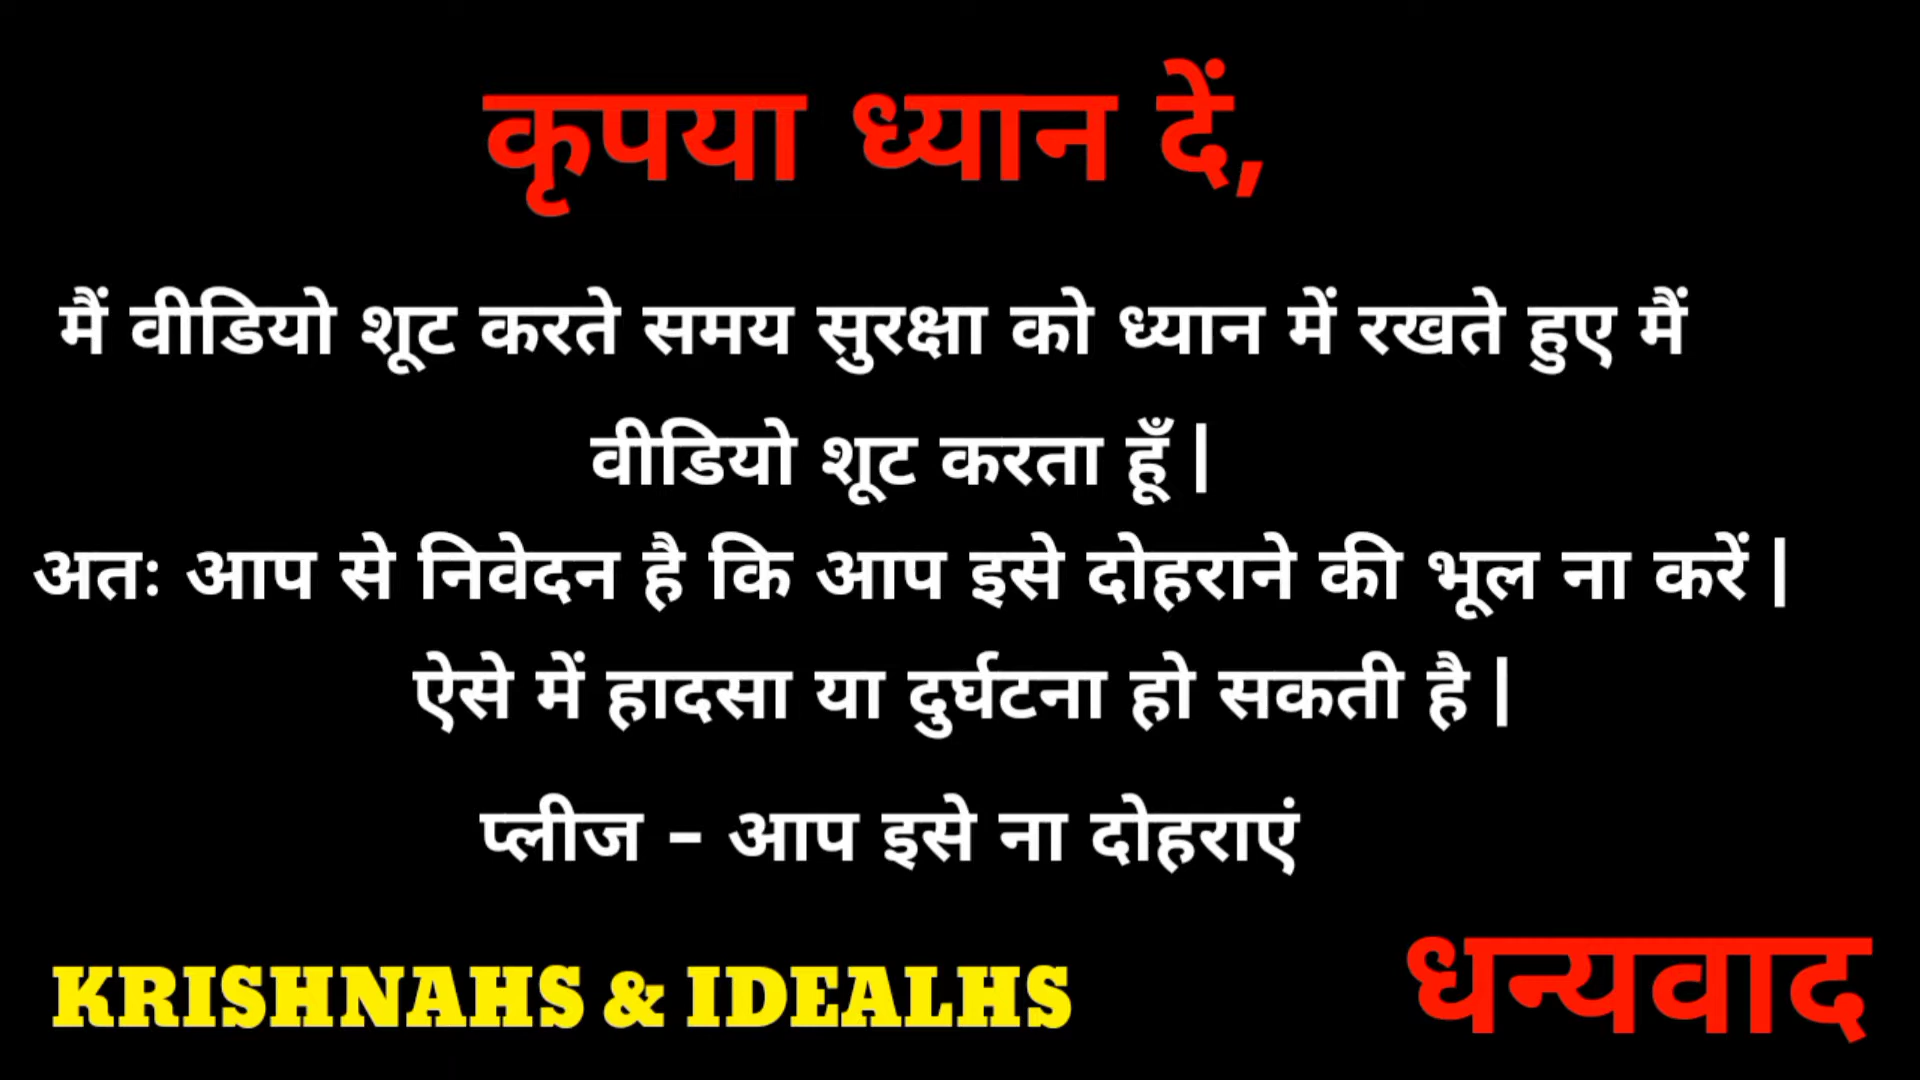 कृपया ध्यान दें,
मैं वीडियो शूट करते समय सुरक्षा को ध्यान में रखते हुए मैं
वीडियो शूट करता हूँ |
अतः आप से निवेदन है कि आप इसे दोहराने की भूल ना करें |
ऐसे में हादसा या दुर्घटना हो सकती है |
प्लीज - आप इसे ना दोहराएं
KRISHNAHS & IDEALHS
धन्यवाद